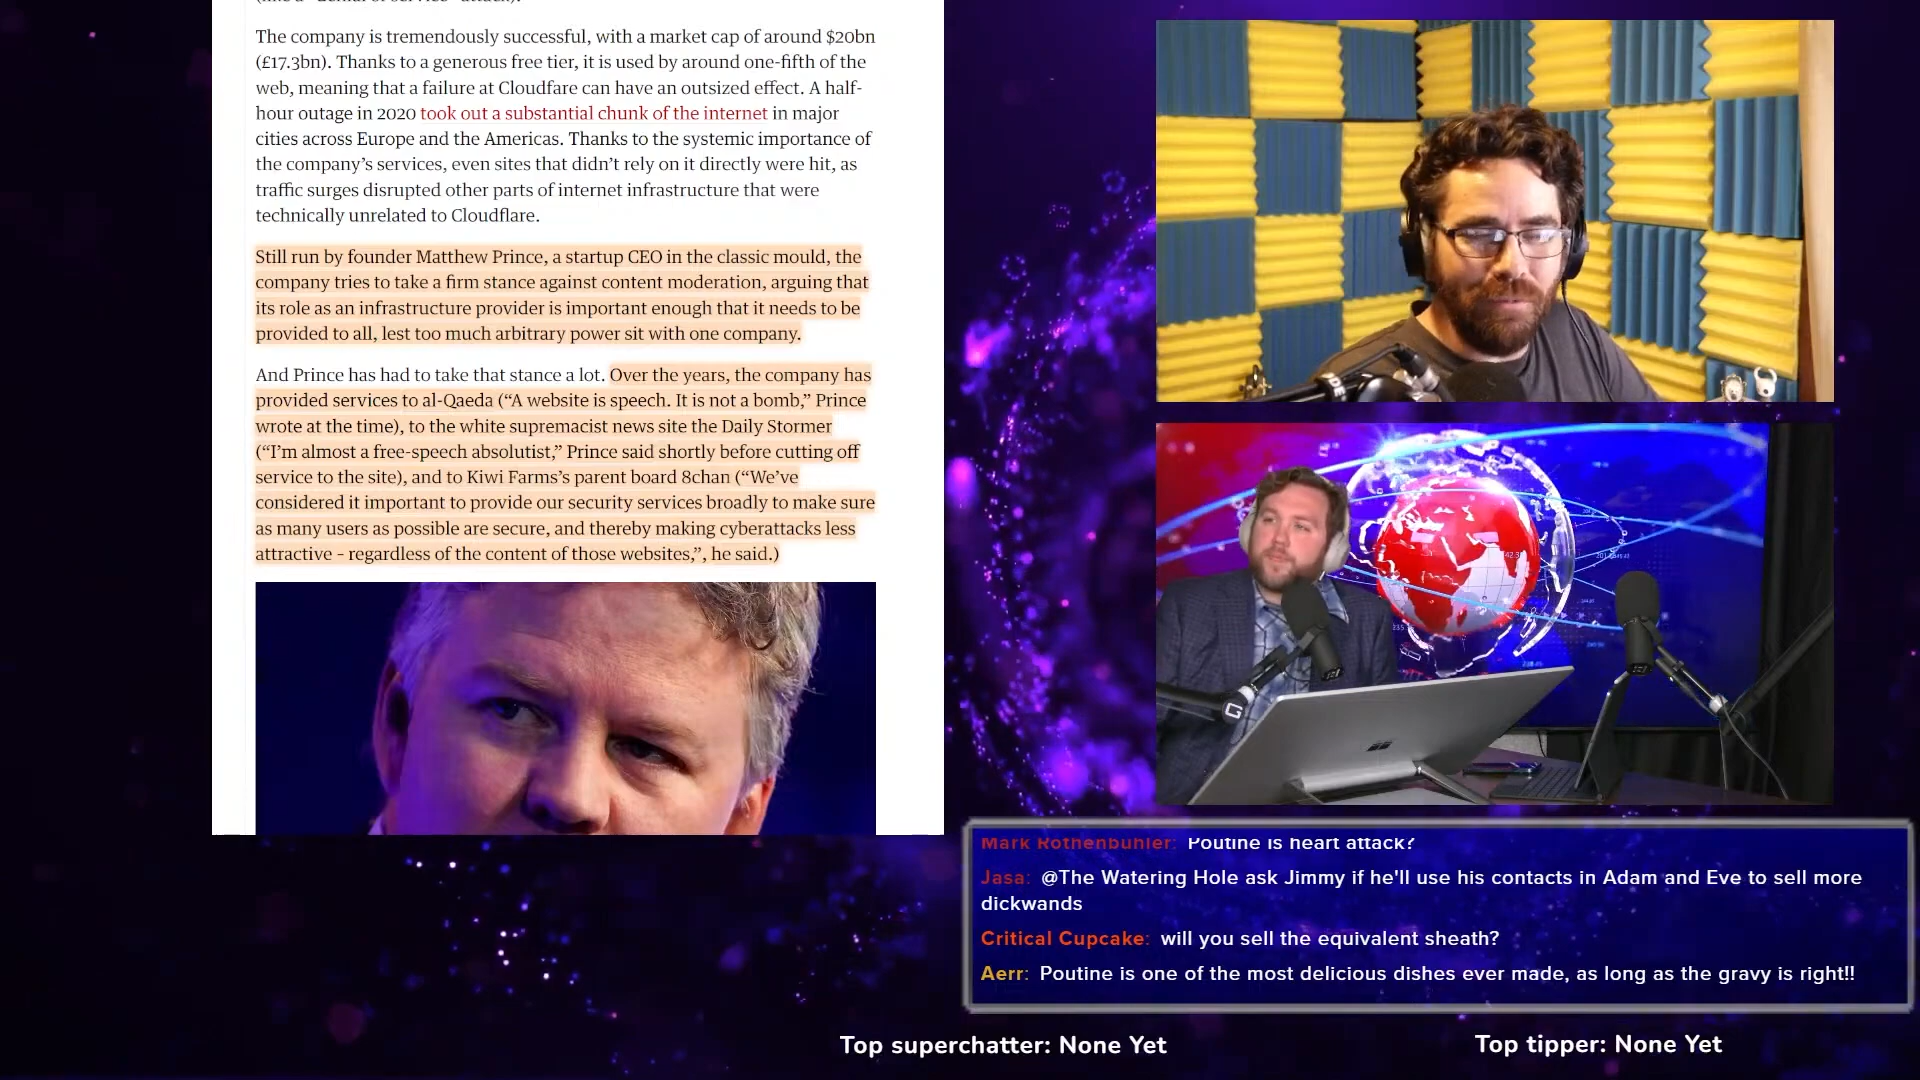 The company is tremendously successful, with a market cap of around $20bn
(£17.3bn). Thanks to a generous free tier, it is used by around one-fifth of the
web, meaning that a failure at Cloudfare can have an outsized effect. A half-
hour outage in 2020 took out a substantial chunk of the internet in major
cities across Europe and the Americas. Thanks to the systemic importance of
the company's services, even sites that didn't rely on it directly were hit, as
traffic surges disrupted other parts of internet infrastructure that were
technically unrelated to Cloudflare.
Still run by founder Matthew Prince, a startup CEO in the classic mould, the
company tries to take a firm stance against content moderation, arguing that
its role as an infrastructure provider is important enough that it needs to be
provided to all, lest too much arbitrary power sit with one company.
And Prince has had to take that stance a lot. Over the years, the company has
provided services to al-Qaeda (“A website is speech. It is not a bomb,” Prince
wrote at the time), to the white supremacist news site the Daily Stormer
(“I'm almost a free-speech absolutist,” Prince said shortly before cutting off
service to the site), and to Kiwi Farms's parent board 8chan (“We've
considered it important to provide our security services broadly to make sure
as many users as possible are secure, and thereby making cyberattacks less
attractive – regardless of the content of those websites,”, he said.)
Mark Rothenbuhler: Poutine is heart attack?
Jasa: @The Watering Hole ask Jimmy if he'll use his contacts in Adam and Eve to sell more
dickwands
Critical Cupcake: will you sell the equivalent sheath?
Aerr: Poutine is one of the most delicious dishes ever made, as long as the gravy is right!!
Top superchatter: None Yet
Top tipper: None Yet